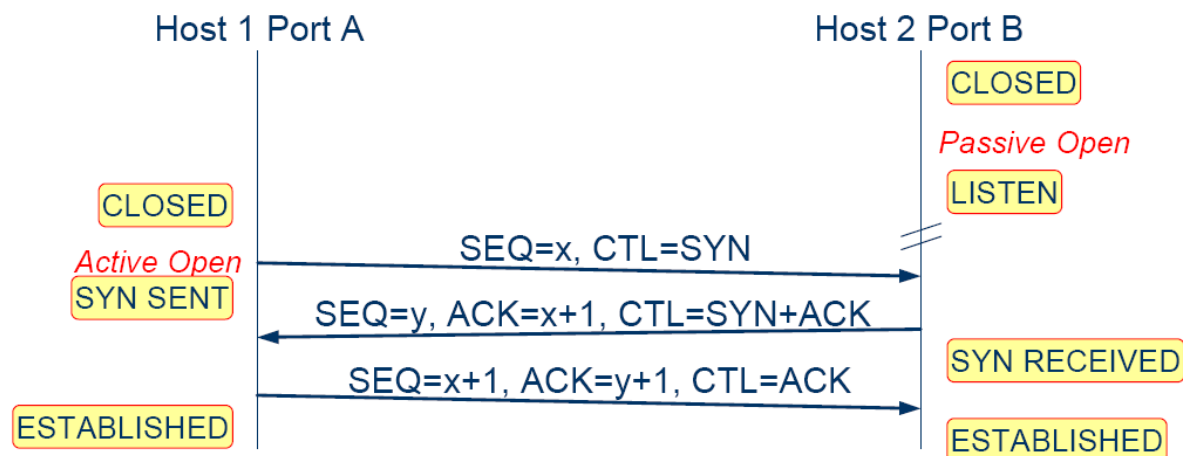 Host 1 Port A
Host 2 Port B
CLOSED
Passive Open
LISTEN
CLOSED
SEQ=x, CTL=SYN
Active Open
SYN SENT
SEQ=y, ACK=x+1, CTL=SYN+ACK
SYN RECEIVED
SEQ=x+1, ACK=y+1, CTL=ACK
ESTABLISHED
ESTABLISHED